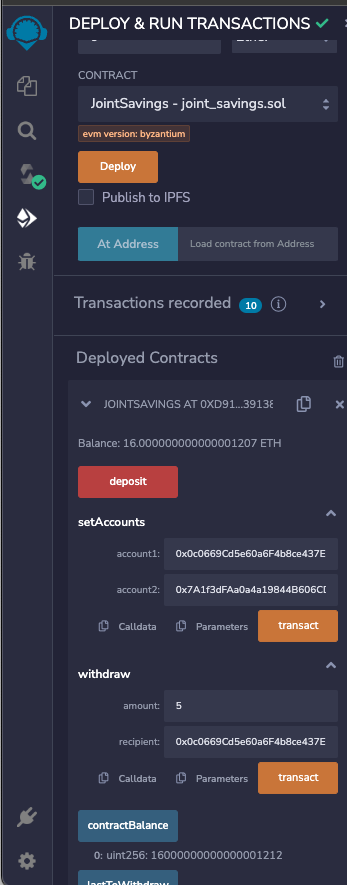 DEPLOY & RUN TRANSACTIONS
CONTRACT
JointSavings - joint_savings.sol
evm version: byzantium
Deploy
Publish to IPFS
At Address Load contract from Address
Transactions recorded 10 i
Deployed Contracts
JOINTSAVINGS AT 0XD91...39138
Balance: 16.000000000000001207 ETH
deposit
setAccounts
account1: 0x0c0669Cd5e60a6F4b8ce437E
account2: 0x7A1f3dFAa0a4a19844B606CD
Calldata Parameters transact
withdraw
amount: 5
recipient: 0x0c0669Cd5e60a6F4b8ce437E
Calldata Parameters transact
contractBalance
0: uint256: 16000000000000001212
lastToWithdraw